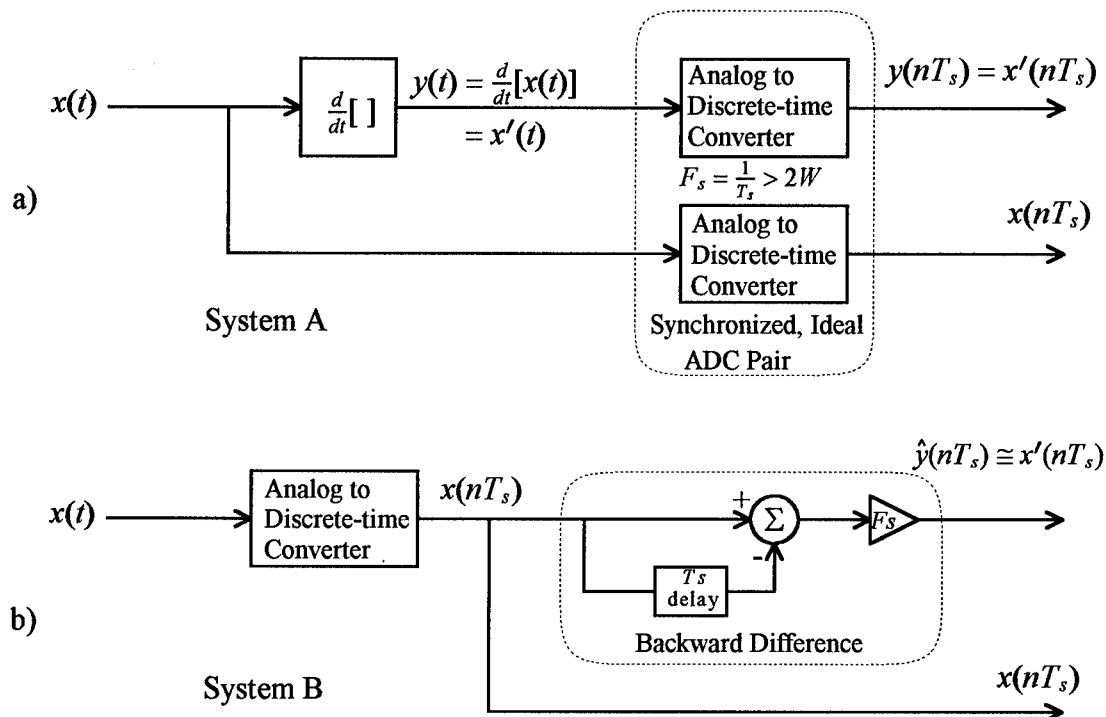 a)
x(t)
d/dt[ ]
y(t) = d/dt[x(t)]
= x′(t)
Analog to
Discrete-time
Converter
y(nTₛ) = x′(nTₛ)
Fₛ = 1/Tₛ > 2W
Analog to
Discrete-time
Converter
x(nTₛ)
System A
Synchronized, Ideal
ADC Pair
b)
x(t)
Analog to
Discrete-time
Converter
x(nTₛ)
+
Σ
-
Fs
ŷ(nTₛ) ≅ x′(nTₛ)
Ts
delay
Backward Difference
System B
x(nTₛ)